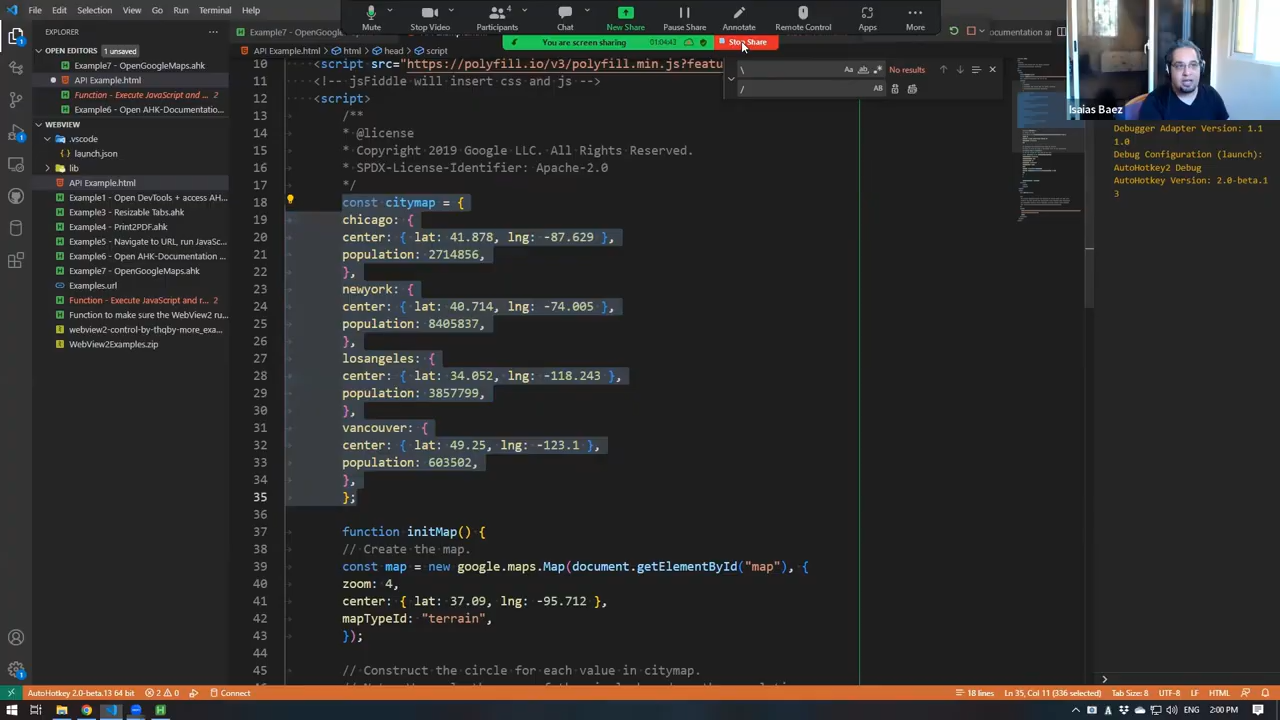 File Edit Selection View Go Run Terminal Help
Mute
Stop Video
4
Participants
Chat
New Share
Pause Share
Annotate
Remote Control
Apps
More
You are screen sharing 01:04:43 Stop Share
EXPLORER
OPEN EDITORS 1 unsaved
Example7 - OpenGoogleMaps.ahk
API Example.html
Function - Execute JavaScript and ... 2
Example6 - Open AHK-Documentatio...
WEBVIEW
.vscode
launch.json
lib
API Example.html
Example1 - Open DevTools + access AH...
Example3 - Resizable Tabs.ahk
Example4 - Print2PDF.ahk
Example5 - Navigate to URL, run JavaSc...
Example6 - Open AHK-Documentation ...
Example7 - OpenGoogleMaps.ahk
Examples.url
Function - Execute JavaScript and r... 2
Function to make sure the WebView2 ru...
webview2-control-by-thqby-more_exa...
WebView2Examples.zip
Example7 - OpenGoogleMaps.ahk
API Example.html > html > head > script
\ Aa ab No results
/ AB
10 <script src="https://polyfill.io/v3/polyfill.min.js?featu
11 <!-- jsFiddle will insert css and js -->
12 <script>
13 /**
14 * @license
15 * Copyright 2019 Google LLC. All Rights Reserved.
16 * SPDX-License-Identifier: Apache-2.0
17 */
18 const citymap = {
19 chicago: {
20 center: { lat: 41.878, lng: -87.629 },
21 population: 2714856,
22 },
23 newyork: {
24 center: { lat: 40.714, lng: -74.005 },
25 population: 8405837,
26 },
27 losangeles: {
28 center: { lat: 34.052, lng: -118.243 },
29 population: 3857799,
30 },
31 vancouver: {
32 center: { lat: 49.25, lng: -123.1 },
33 population: 603502,
34 },
35 };
36
37 function initMap() {
38 // Create the map.
39 const map = new google.maps.Map(document.getElementById("map"), {
40 zoom: 4,
41 center: { lat: 37.09, lng: -95.712 },
42 mapTypeId: "terrain",
43 });
44
45 // Construct the circle for each value in citymap.
Isaias Baez
Debugger Adapter Version: 1.1
1.0
Debug Configuration (launch):
AutoHotkey2 Debug
AutoHotkey Version: 2.0-beta.1
3
AutoHotkey 2.0-beta.13 64 bit 2 0 Connect
18 lines Ln 35, Col 11 (336 selected) Tab Size: 8 UTF-8 LF HTML
ENG 2:00 PM